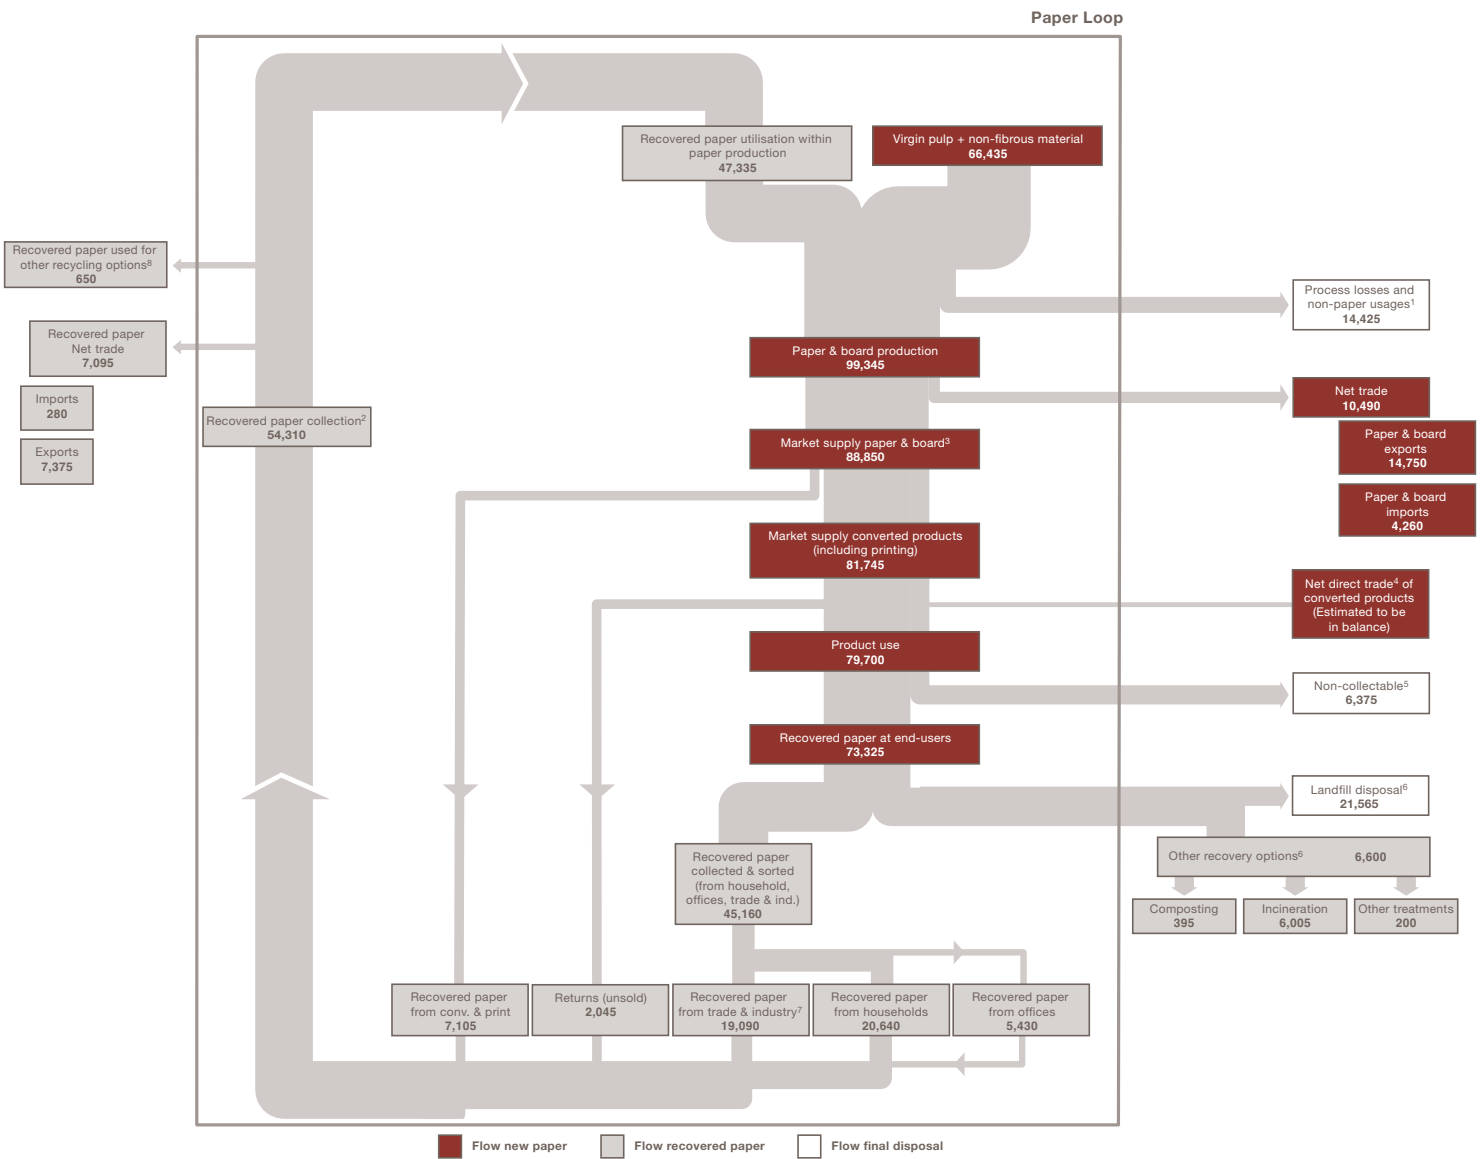 Paper Loop
Recovered paper utilisation within
paper production
47,335
Virgin pulp + non-fibrous material
66,435
Recovered paper used for
other recycling options⁸
650
Process losses and
non-paper usages¹
14,425
Recovered paper
Net trade
7,095
Paper & board production
99,345
Imports
280
Net trade
10,490
Recovered paper collection²
54,310
Exports
7,375
Market supply paper & board³
88,850
Paper & board
exports
14,750
Paper & board
imports
4,260
Market supply converted products
(including printing)
81,745
Net direct trade⁴ of
converted products
(Estimated to be
in balance)
Product use
79,700
Non-collectable⁵
6,375
Recovered paper at end-users
73,325
Landfill disposal⁶
21,565
Recovered paper
collected & sorted
(from household,
offices, trade & ind.)
45,160
Other recovery options⁶ 6,600
Composting
395
Incineration
6,005
Other treatments
200
Recovered paper
from conv. & print
7,105
Returns (unsold)
2,045
Recovered paper
from trade & industry⁷
19,090
Recovered paper
from households
20,640
Recovered paper
from offices
5,430
Flow new paper
Flow recovered paper
Flow final disposal